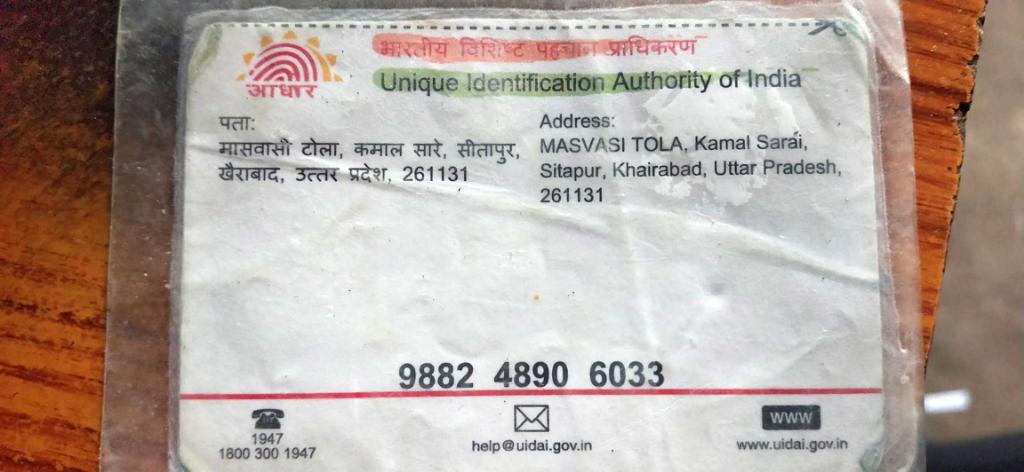 भारतीय विशिष्ट पहचान प्राधिकरण
Unique Identification Authority of India
आधार
पता:
मासवासी टोला, कमाल सारे, सीतापुर,
खैराबाद, उत्तर प्रदेश, 261131
Address:
MASVASI TOLA, Kamal Sarai,
Sitapur, Khairabad, Uttar Pradesh,
261131
9882 4890 6033
1947
1800 300 1947
help@uidai.gov.in
WWW
www.uidai.gov.in